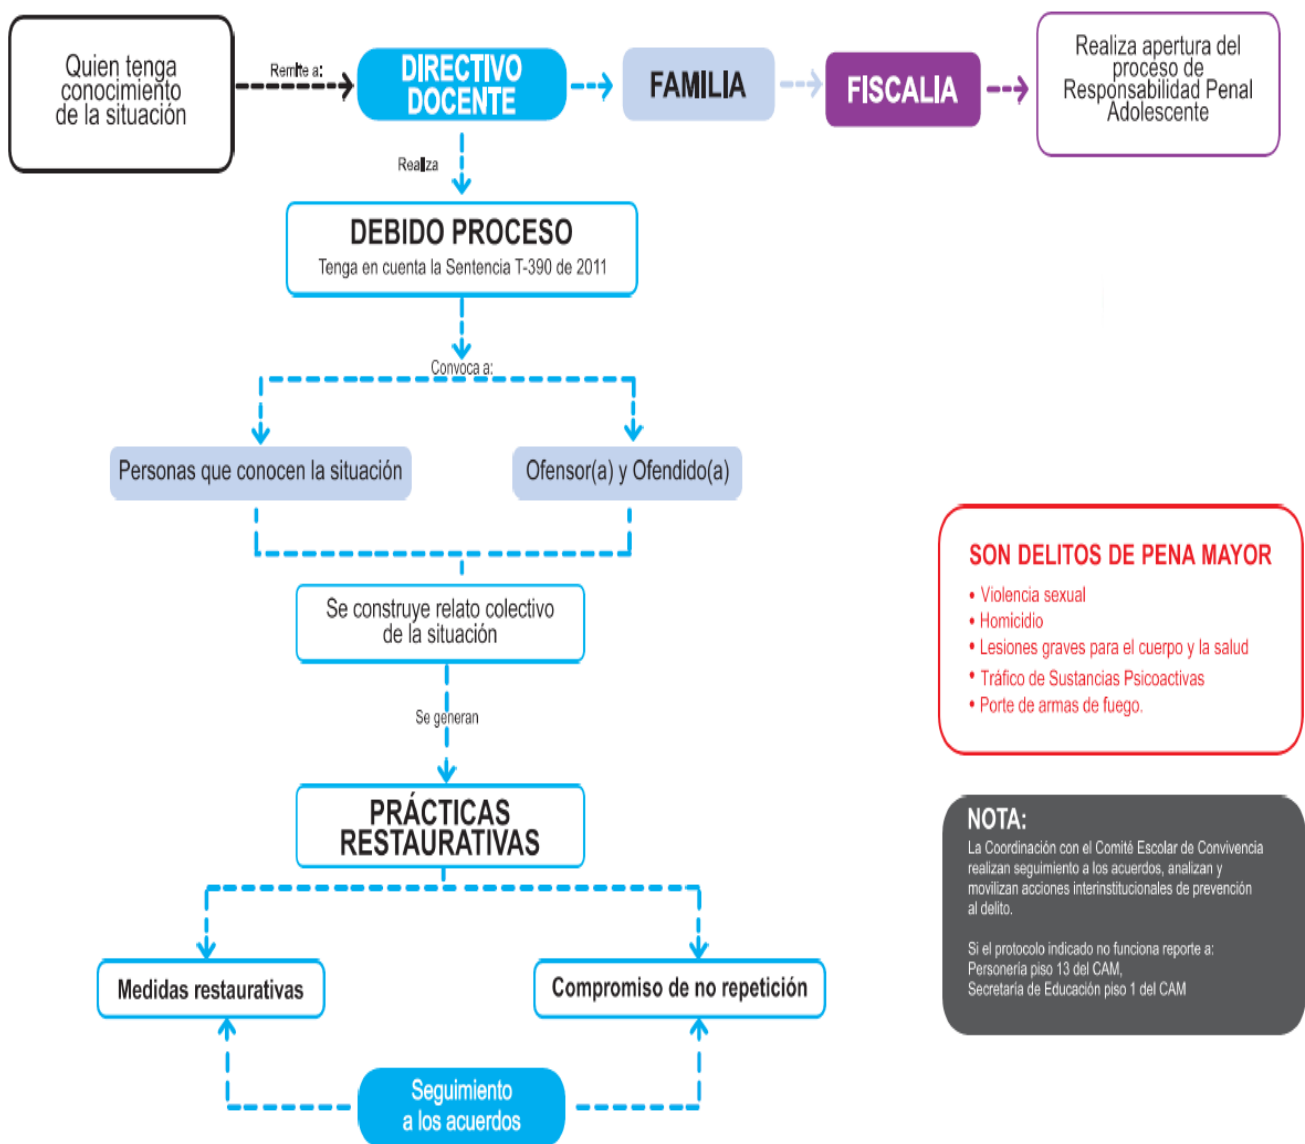 Quien tenga
conocimiento
de la situación
Remite a:
DIRECTIVO
DOCENTE
FAMILIA
FISCALIA
Realiza apertura del
proceso de
Responsabilidad Penal
Adolescente
Realiza
DEBIDO PROCESO
Tenga en cuenta la Sentencia T-390 de 2011
Convoca a:
Personas que conocen la situación
Ofensor(a) y Ofendido(a)
Se construye relato colectivo
de la situación
Se generan
PRÁCTICAS
RESTAURATIVAS
Medidas restaurativas
Compromiso de no repetición
Seguimiento
a los acuerdos
SON DELITOS DE PENA MAYOR
• Violencia sexual
• Homicidio
• Lesiones graves para el cuerpo y la salud
• Tráfico de Sustancias Psicoactivas
• Porte de armas de fuego.
NOTA:
La Coordinación con el Comité Escolar de Convivencia
realizan seguimiento a los acuerdos, analizan y
movilizan acciones interinstitucionales de prevención
al delito.
Si el protocolo indicado no funciona reporte a:
Personería piso 13 del CAM,
Secretaría de Educación piso 1 del CAM